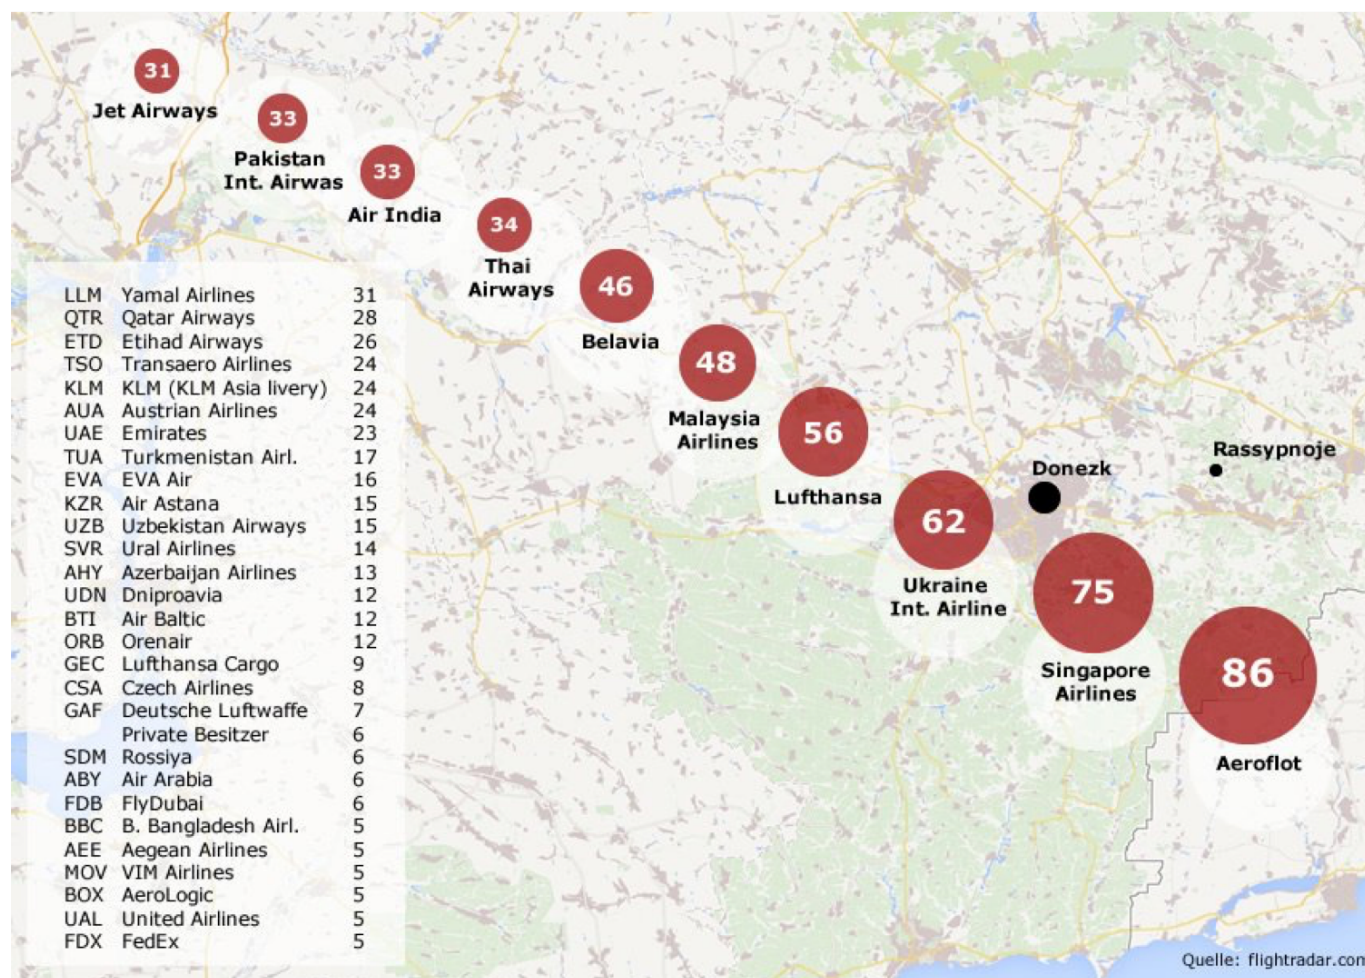 31
Jet Airways
33
Pakistan
Int. Airwas
33
Air India
34
Thai
Airways
46
Belavia
48
Malaysia
Airlines
56
Lufthansa
62
Ukraine
Int. Airline
Donezk
Rassypnoje
75
Singapore
Airlines
86
Aeroflot
LLM Yamal Airlines 31
QTR Qatar Airways 28
ETD Etihad Airways 26
TSO Transaero Airlines 24
KLM KLM (KLM Asia livery) 24
AUA Austrian Airlines 24
UAE Emirates 23
TUA Turkmenistan Airl. 17
EVA EVA Air 16
KZR Air Astana 15
UZB Uzbekistan Airways 15
SVR Ural Airlines 14
AHY Azerbaijan Airlines 13
UDN Dniproavia 12
BTI Air Baltic 12
ORB Orenair 12
GEC Lufthansa Cargo 9
CSA Czech Airlines 8
GAF Deutsche Luftwaffe 7
Private Besitzer 6
SDM Rossiya 6
ABY Air Arabia 6
FDB FlyDubai 6
BBC B. Bangladesh Airl. 5
AEE Aegean Airlines 5
MOV VIM Airlines 5
BOX AeroLogic 5
UAL United Airlines 5
FDX FedEx 5
Quelle: flightradar.com